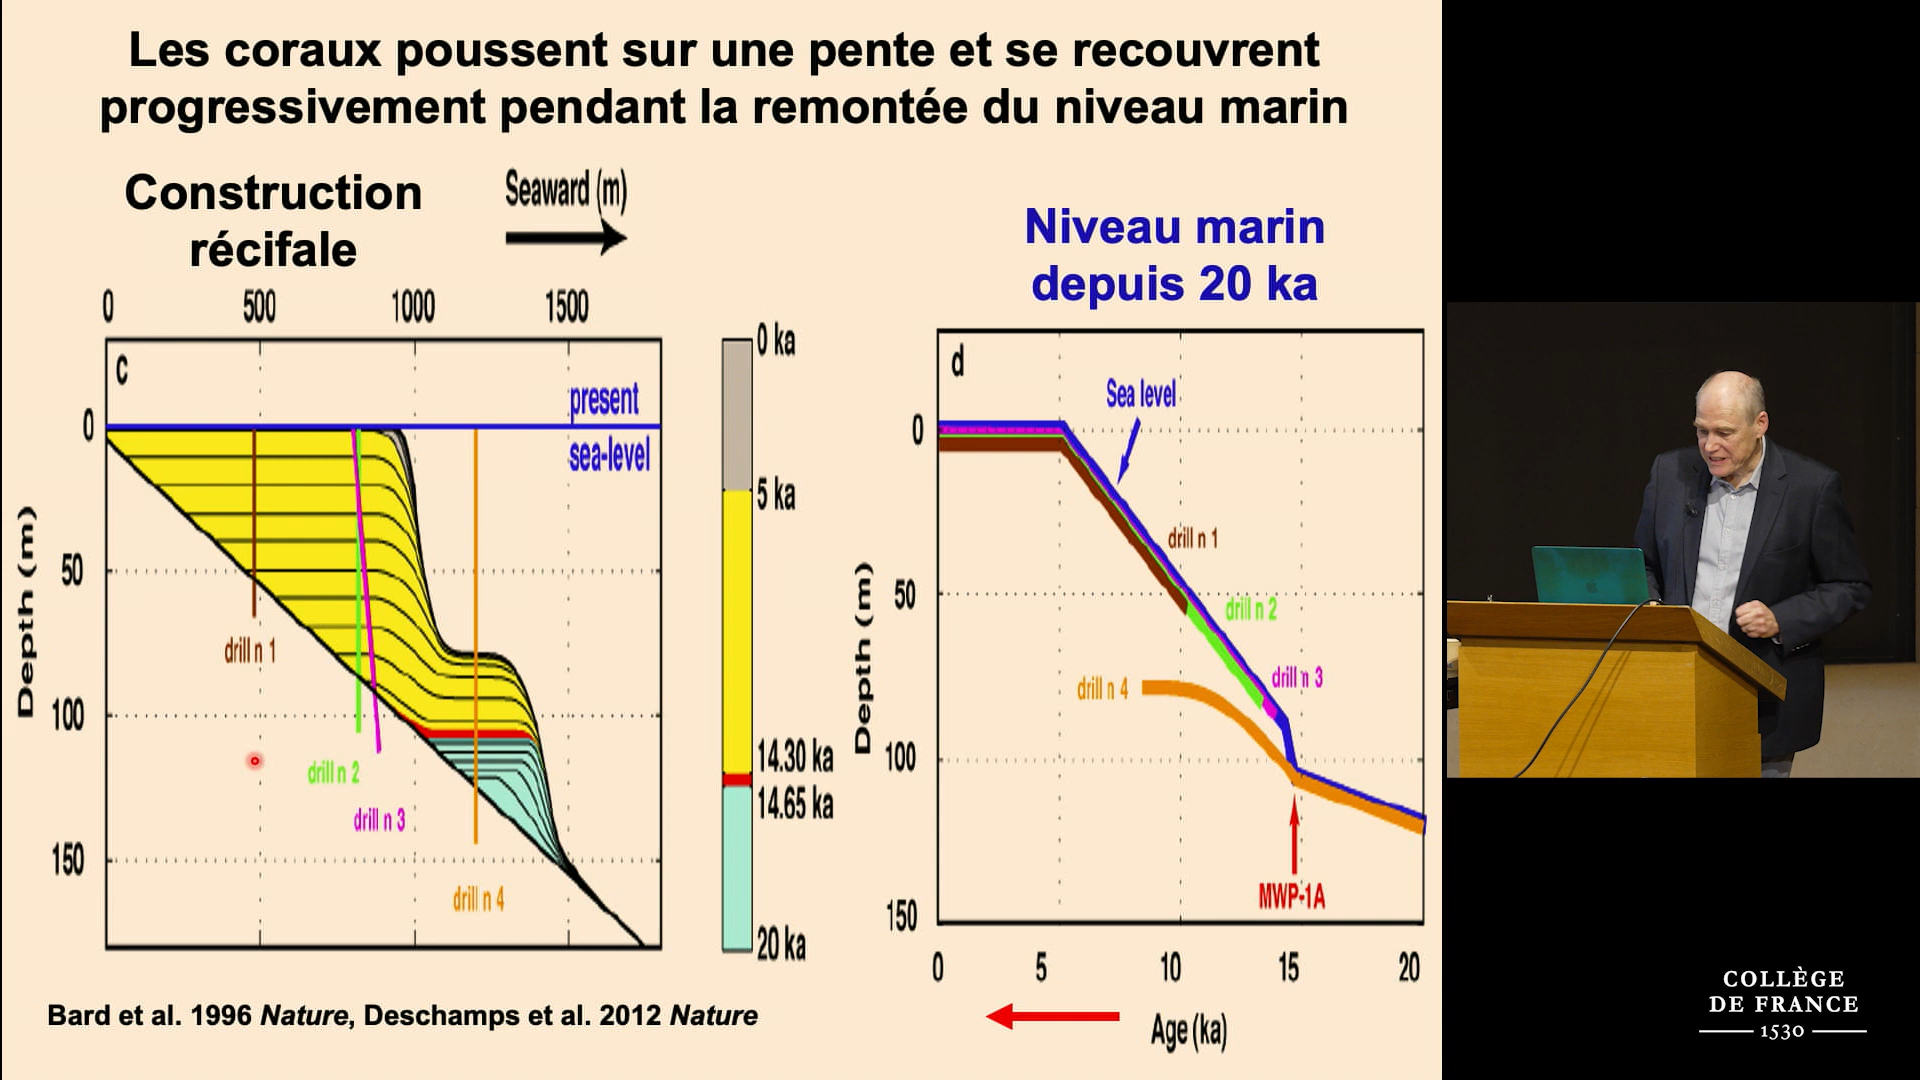 Les coraux poussent sur une pente et se recouvrent
progressivement pendant la remontée du niveau marin
Construction
récifale
Seaward (m)
0 500 1000 1500
c
present
sea-level
0
50
100
150
Depth (m)
drill n 1
drill n 2
drill n 3
drill n 4
0 ka
5 ka
14.30 ka
14.65 ka
20 ka
Niveau marin
depuis 20 ka
d
Sea level
drill n 1
drill n 2
drill n 3
drill n 4
MWP-1A
0
50
100
150
Depth (m)
0 5 10 15 20
Age (ka)
Bard et al. 1996 Nature, Deschamps et al. 2012 Nature
COLLÈGE
DE FRANCE
1530